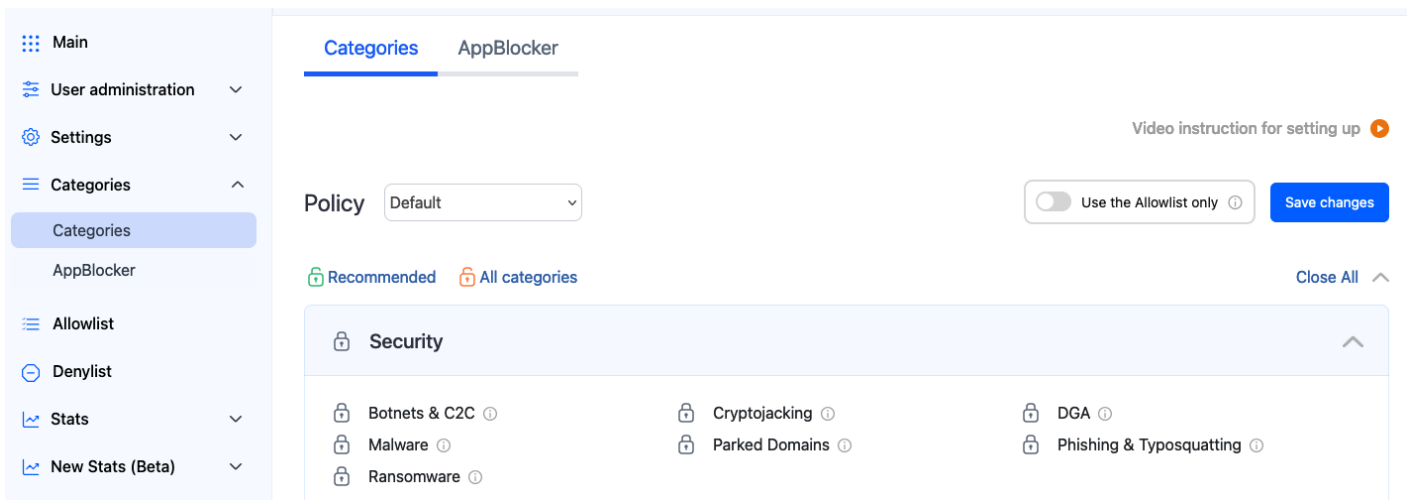 Main
User administration
Settings
Categories
Categories
AppBlocker
Allowlist
Denylist
Stats
New Stats (Beta)
Categories AppBlocker
Video instruction for setting up
Policy Default Use the Allowlist only Save changes
Recommended All categories Close All
Security
Botnets & C2C Cryptojacking DGA
Malware Parked Domains Phishing & Typosquatting
Ransomware